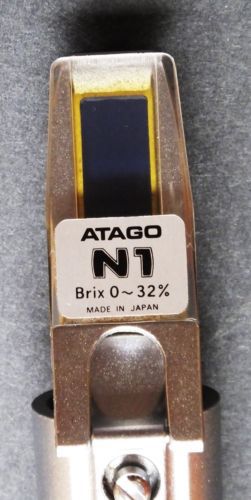 ATAGO
N1
Brix 0~32%
MADE IN JAPAN